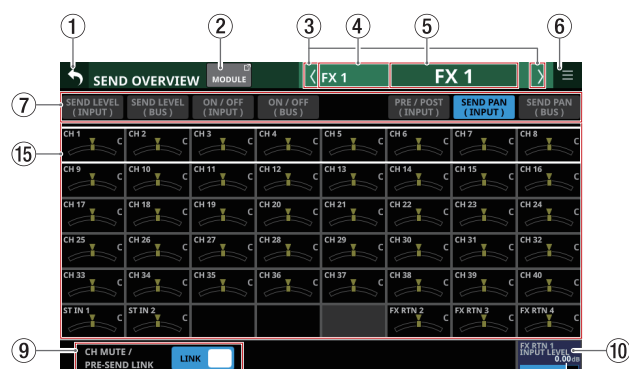 ① ② ③ ④ ⑤ ⑥
SEND OVERVIEW MODULE FX 1 FX 1
⑦
SEND LEVEL SEND LEVEL ON / OFF ON / OFF PRE / POST SEND PAN SEND PAN
( INPUT ) ( BUS ) ( INPUT ) ( BUS ) ( INPUT ) ( INPUT ) ( BUS )
⑮
CH 1 C CH 2 C CH 3 C CH 4 C CH 5 C CH 6 C CH 7 C CH 8 C
CH 9 C CH 10 C CH 11 C CH 12 C CH 13 C CH 14 C CH 15 C CH 16 C
CH 17 C CH 18 C CH 19 C CH 20 C CH 21 C CH 22 C CH 23 C CH 24 C
CH 25 C CH 26 C CH 27 C CH 28 C CH 29 C CH 30 C CH 31 C CH 32 C
CH 33 C CH 34 C CH 35 C CH 36 C CH 37 C CH 38 C CH 39 C CH 40 C
ST IN 1 C ST IN 2 C FX RTN 2 C FX RTN 3 C FX RTN 4 C
⑨
CH MUTE /
PRE-SEND LINK
LINK
FX RTN 1
INPUT LEVEL
0.00 dB
⑩